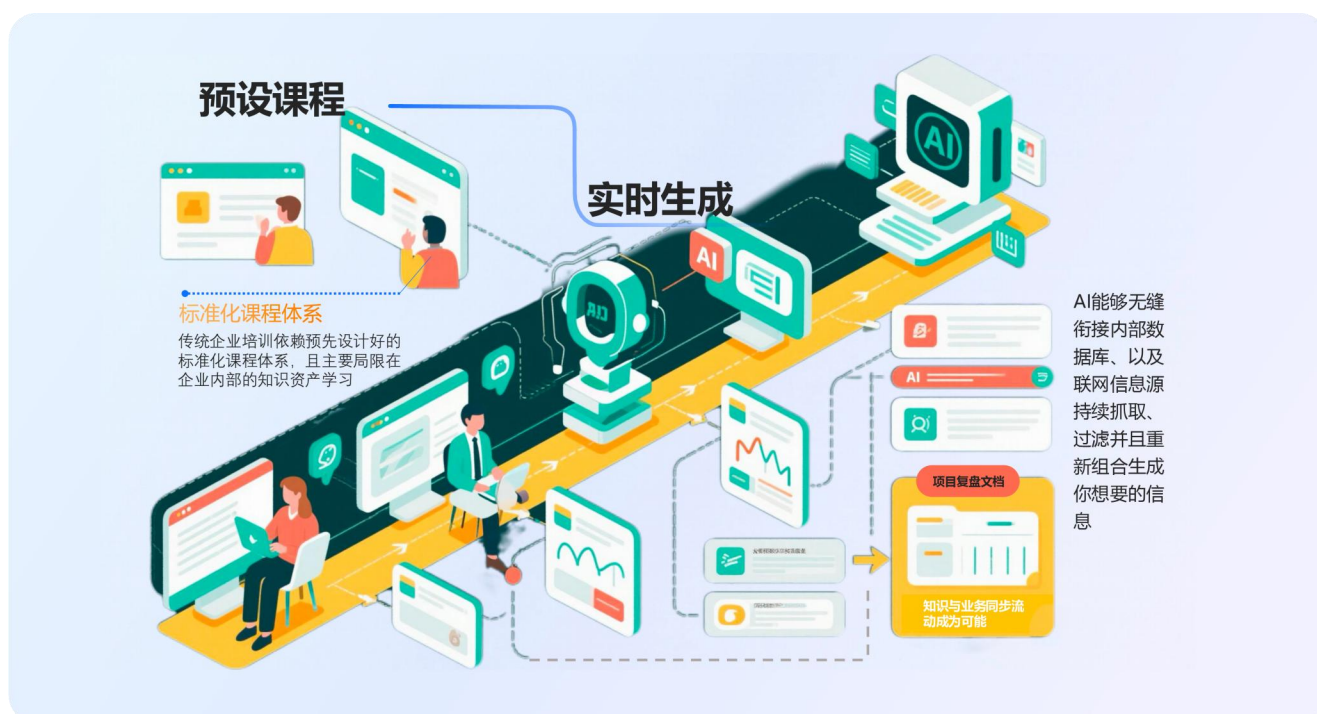 预设课程
实时生成
标准化课程体系
传统企业培训依赖预先设计好的
标准化课程体系，且主要局限在
企业内部的知识资产学习
AI
AI
AI
AI能够无缝
衔接内部数
据库、以及
联网信息源
持续抓取、
过滤并且重
新组合生成
你想要的信
息
项目复盘文档
知识与业务同步流
动成为可能